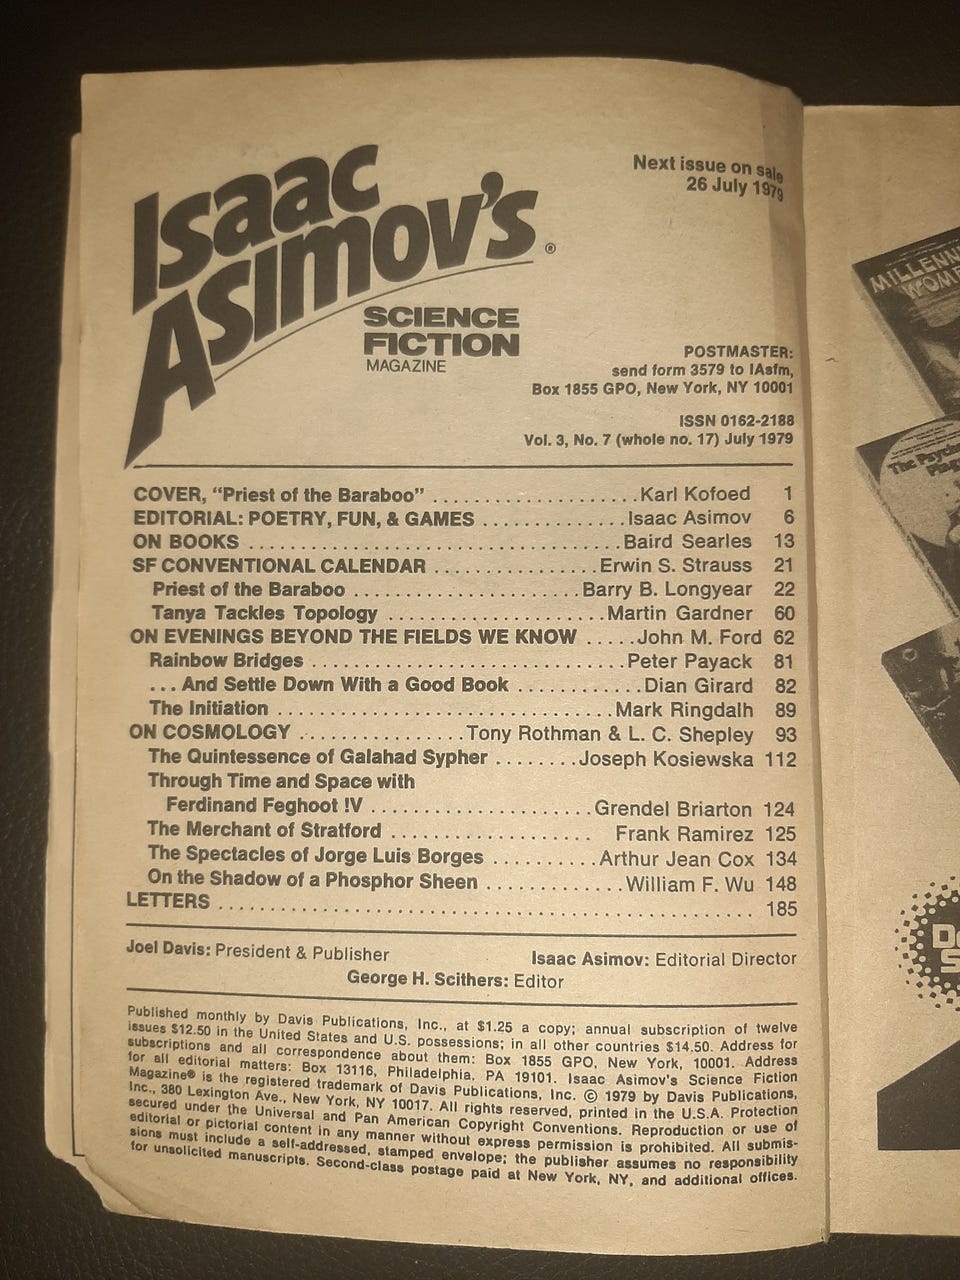 Isaac
Asimov's ®
SCIENCE
FICTION
MAGAZINE
Next issue on sale
26 July 1979
POSTMASTER:
send form 3579 to IAsfm,
Box 1855 GPO, New York, NY 10001
ISSN 0162-2188
Vol. 3, No. 7 (whole no. 17) July 1979
COVER, "Priest of the Baraboo" .................. Karl Kofoed 1
EDITORIAL: POETRY, FUN, & GAMES .............. Isaac Asimov 6
ON BOOKS ..................................... Baird Searles 13
SF CONVENTIONAL CALENDAR ................ Erwin S. Strauss 21
Priest of the Baraboo ...................... Barry B. Longyear 22
Tanya Tackles Topology ..................... Martin Gardner 60
ON EVENINGS BEYOND THE FIELDS WE KNOW ..... John M. Ford 62
Rainbow Bridges ............................... Peter Payack 81
... And Settle Down With a Good Book ............ Dian Girard 82
The Initiation ................................. Mark Ringdalh 89
ON COSMOLOGY ................ Tony Rothman & L. C. Shepley 93
The Quintessence of Galahad Sypher ........ Joseph Kosiewska 112
Through Time and Space with
Ferdinand Feghoot !V ...................... Grendel Briarton 124
The Merchant of Stratford .................... Frank Ramirez 125
The Spectacles of Jorge Luis Borges .......... Arthur Jean Cox 134
On the Shadow of a Phosphor Sheen ............. William F. Wu 148
LETTERS ..................................................... 185
Joel Davis: President & Publisher
Isaac Asimov: Editorial Director
George H. Scithers: Editor
Published monthly by Davis Publications, Inc., at $1.25 a copy; annual subscription of twelve
issues $12.50 in the United States and U.S. possessions; in all other countries $14.50. Address for
subscriptions and all correspondence about them: Box 1855 GPO, New York, 10001. Address
for all editorial matters: Box 13116, Philadelphia, PA 19101. Isaac Asimov's Science Fiction
Magazine® is the registered trademark of Davis Publications, Inc. © 1979 by Davis Publications,
Inc., 380 Lexington Ave., New York, NY 10017. All rights reserved, printed in the U.S.A. Protection
secured under the Universal and Pan American Copyright Conventions. Reproduction or use of
editorial or pictorial content in any manner without express permission is prohibited. All submis-
sions must include a self-addressed, stamped envelope; the publisher assumes no responsibility
for unsolicited manuscripts. Second-class postage paid at New York, NY, and additional offices.
The